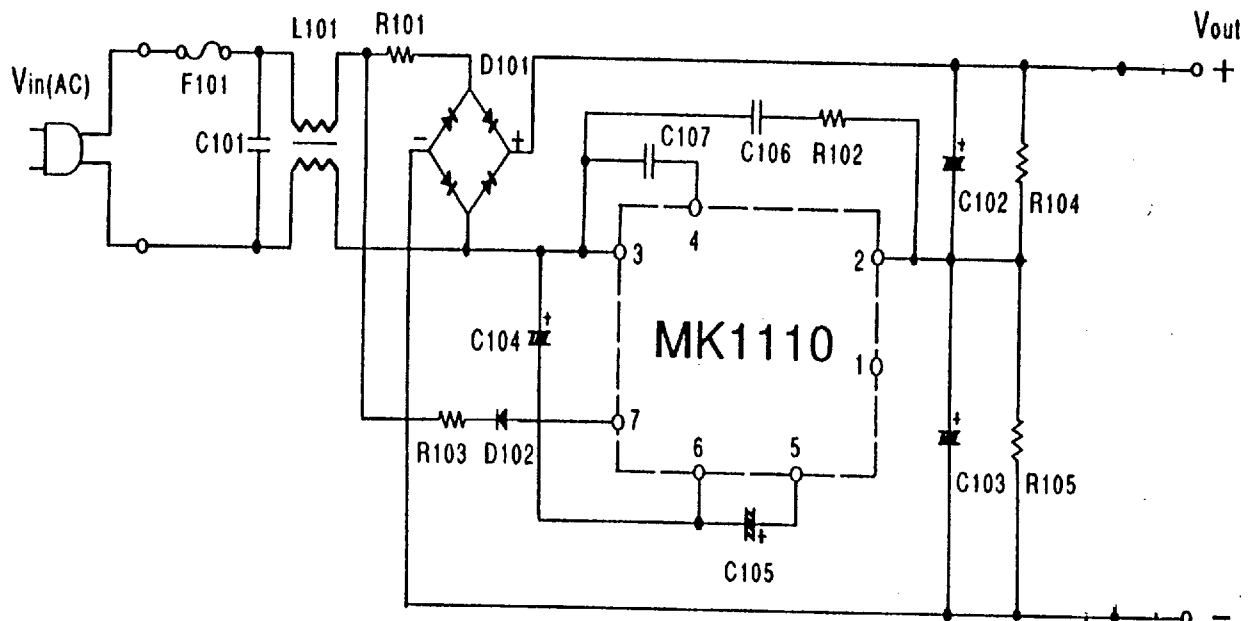 Vout
L101
R101
D101
+
Vin(AC)
F101
C101
-
+
C107
C106
R102
+
C102
R104
3
4
2
C104
+
MK1110
1
7
R103
D102
6
5
+
C103
R105
+
C105
-